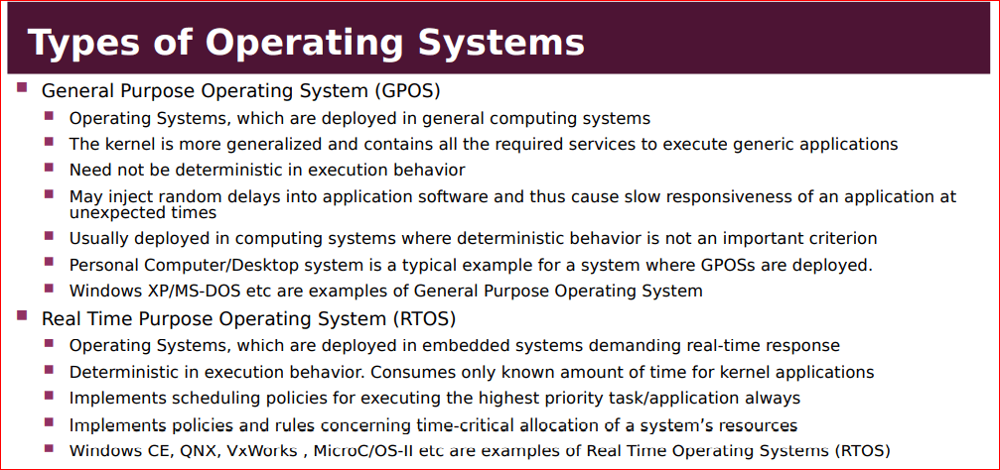 Types of Operating Systems
General Purpose Operating System (GPOS)
Operating Systems, which are deployed in general computing systems
The kernel is more generalized and contains all the required services to execute generic applications
Need not be deterministic in execution behavior
May inject random delays into application software and thus cause slow responsiveness of an application at
unexpected times
Usually deployed in computing systems where deterministic behavior is not an important criterion
Personal Computer/Desktop system is a typical example for a system where GPOSs are deployed.
Windows XP/MS-DOS etc are examples of General Purpose Operating System
Real Time Purpose Operating System (RTOS)
Operating Systems, which are deployed in embedded systems demanding real-time response
Deterministic in execution behavior. Consumes only known amount of time for kernel applications
Implements scheduling policies for executing the highest priority task/application always
Implements policies and rules concerning time-critical allocation of a system’s resources
Windows CE, QNX, VxWorks , MicroC/OS-II etc are examples of Real Time Operating Systems (RTOS)